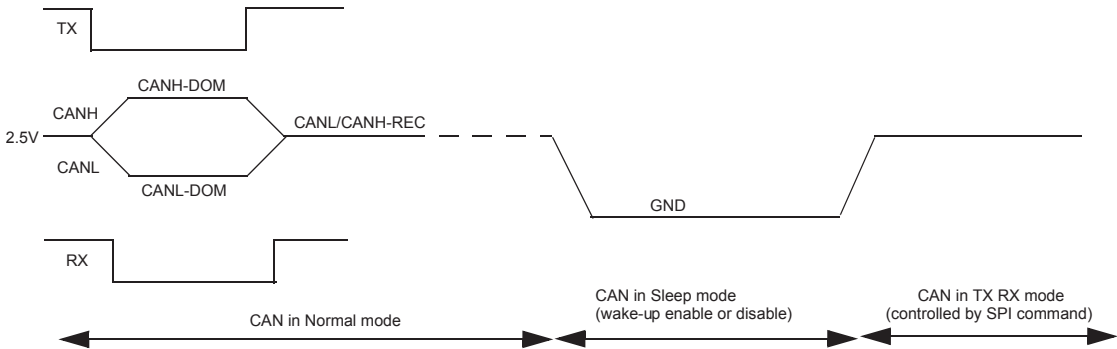 TX
CANH-DOM
CANH
CANL/CANH-REC
2.5V
CANL
CANL-DOM
GND
RX
CAN in Sleep mode
(wake-up enable or disable)
CAN in TX RX mode
(controlled by SPI command)
CAN in Normal mode